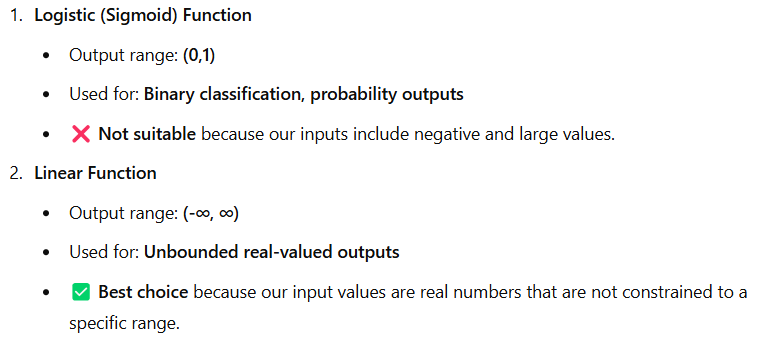 1. Logistic (Sigmoid) Function
• Output range: (0,1)
• Used for: Binary classification, probability outputs
• ❌ Not suitable because our inputs include negative and large values.
2. Linear Function
• Output range: (-∞, ∞)
• Used for: Unbounded real-valued outputs
• ✅ Best choice because our input values are real numbers that are not constrained to a
specific range.